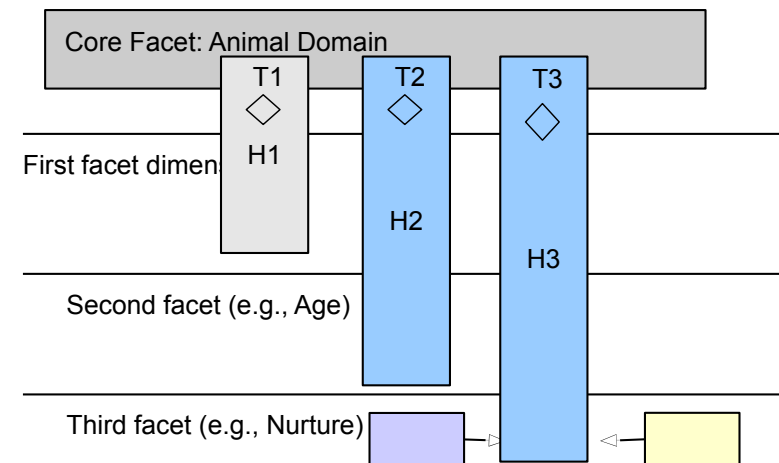 Core Facet: Animal Domain
T1
T2
T3
First facet dimen
H1
H2
H3
Second facet (e.g., Age)
Third facet (e.g., Nurture)